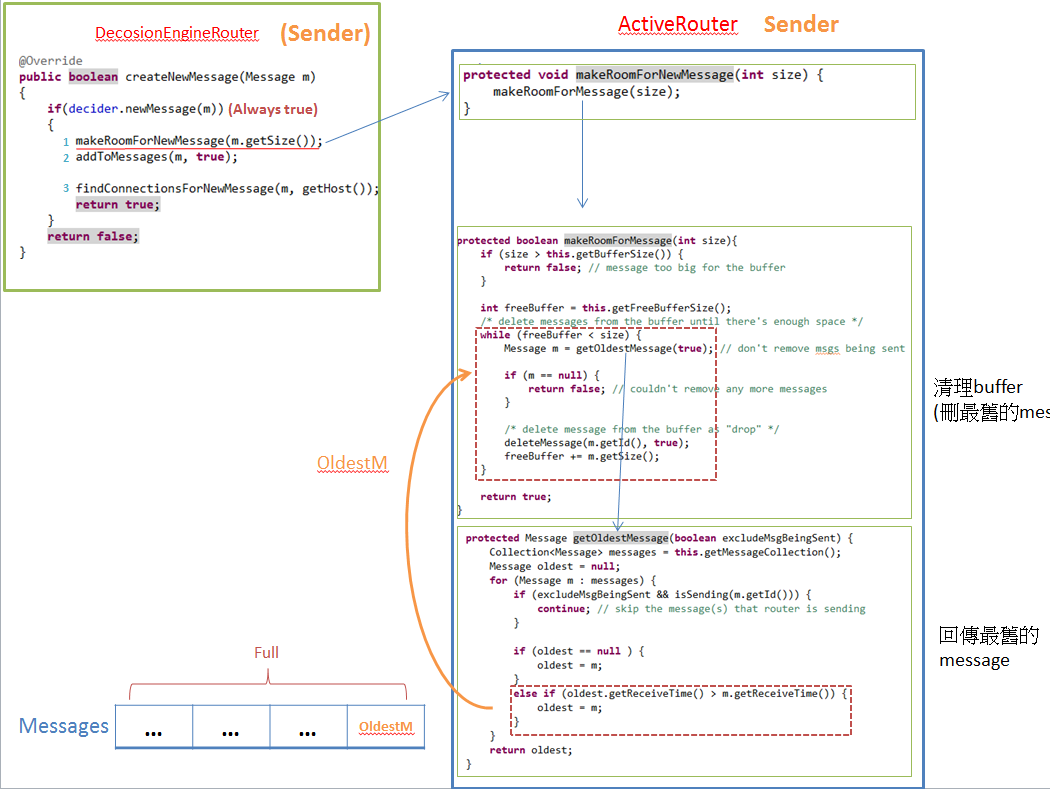 DecosionEngineRouter (Sender)
@Override
public boolean createNewMessage(Message m)
{
if(decider.newMessage(m)) (Always true)
{
1 makeRoomForNewMessage(m.getSize());
2 addToMessages(m, true);
3 findConnectionsForNewMessage(m, getHost());
return true;
}
return false;
}
ActiveRouter Sender
protected void makeRoomForNewMessage(int size) {
makeRoomForMessage(size);
}
protected boolean makeRoomForMessage(int size){
if (size > this.getBufferSize()) {
return false; // message too big for the buffer
}
int freeBuffer = this.getFreeBufferSize();
/* delete messages from the buffer until there's enough space */
while (freeBuffer < size) {
Message m = getOldestMessage(true); // don't remove msgs being sent
if (m == null) {
return false; // couldn't remove any more messages
}
/* delete message from the buffer as "drop" */
deleteMessage(m.getId(), true);
freeBuffer += m.getSize();
}
return true;
}
清理buffer
(刪最舊的mes
OldestM
protected Message getOldestMessage(boolean excludeMsgBeingSent) {
Collection<Message> messages = this.getMessageCollection();
Message oldest = null;
for (Message m : messages) {
if (excludeMsgBeingSent && isSending(m.getId())) {
continue; // skip the message(s) that router is sending
}
if (oldest == null ) {
oldest = m;
}
else if (oldest.getReceiveTime() > m.getReceiveTime()) {
oldest = m;
}
}
return oldest;
}
回傳最舊的
message
Full
Messages ... ... ... OldestM